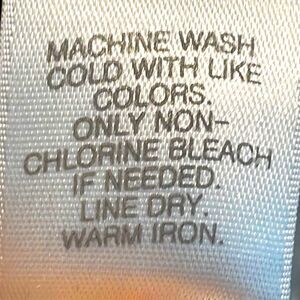 MACHINE WASH
COLD WITH LIKE
COLORS.
ONLY NON-
CHLORINE BLEACH
IF NEEDED.
LINE DRY.
WARM IRON.